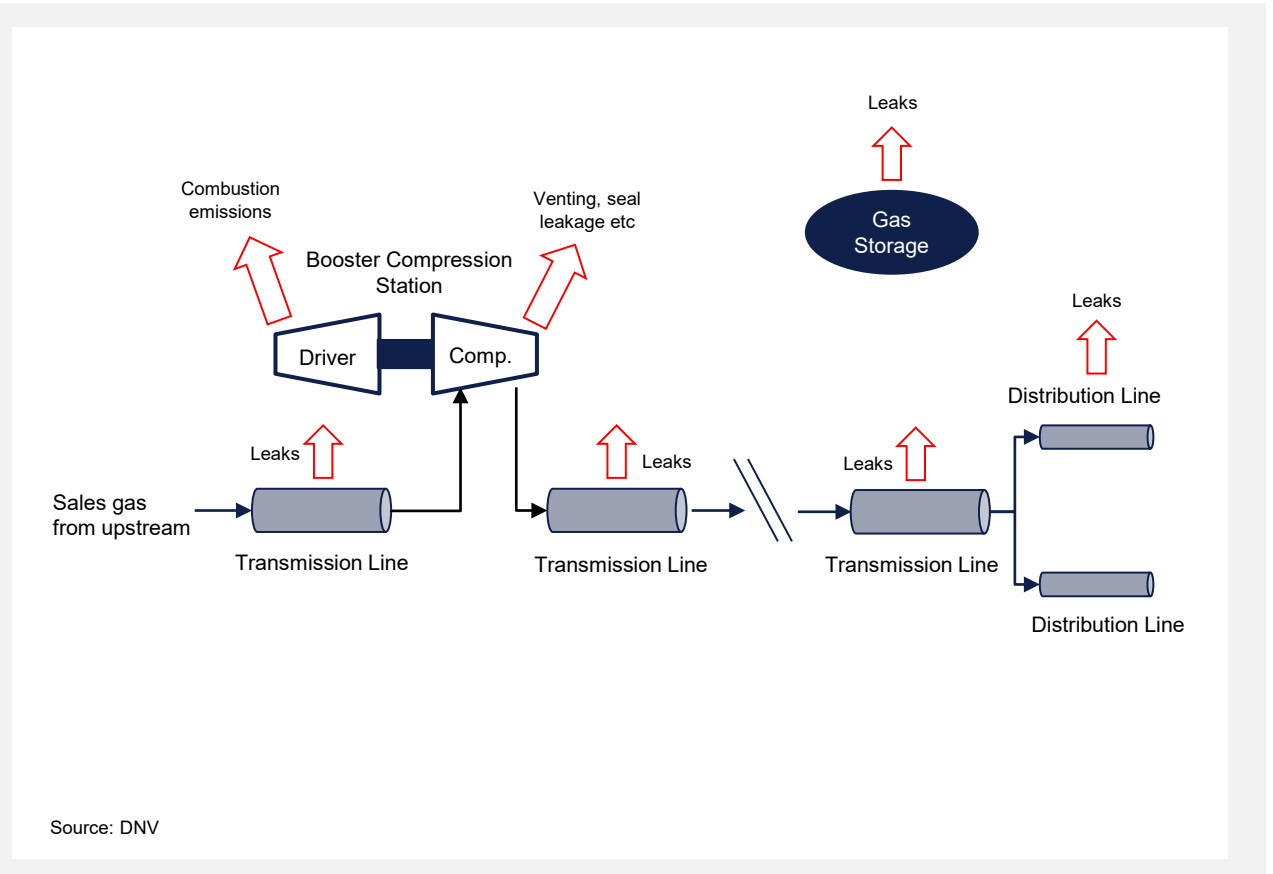 Leaks
Combustion
emissions
Venting, seal
leakage etc
Gas
Storage
Booster Compression
Station
Leaks
Driver
Comp.
Distribution Line
Leaks
Leaks
Leaks
Sales gas
from upstream
Transmission Line
Transmission Line
Transmission Line
Distribution Line
Source: DNV